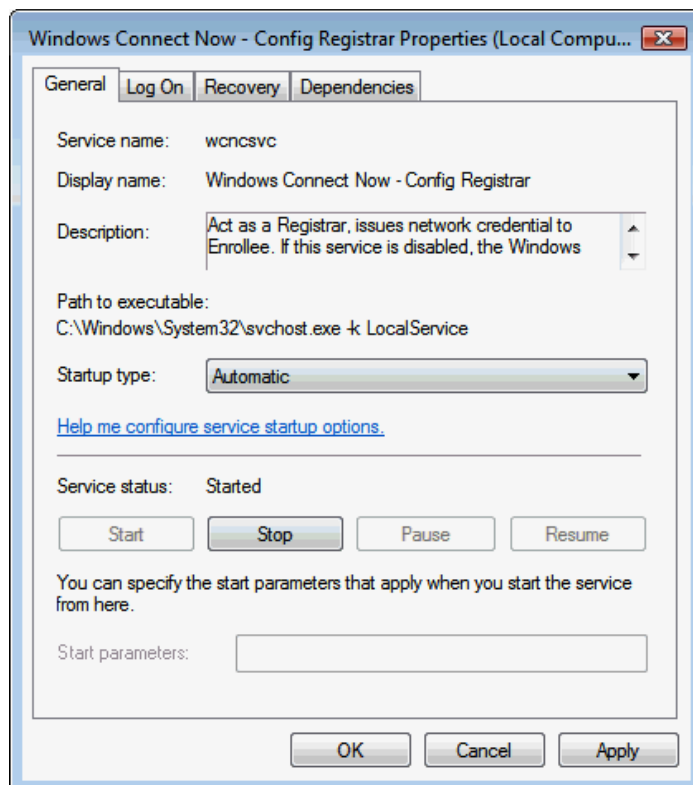 Windows Connect Now - Config Registrar Properties (Local Compu...
General Log On Recovery Dependencies
Service name: wcncsvc
Display name: Windows Connect Now - Config Registrar
Description: Act as a Registrar, issues network credential to
Enrollee. If this service is disabled, the Windows
Path to executable:
C:\Windows\System32\svchost.exe -k LocalService
Startup type: Automatic
Help me configure service startup options.
Service status: Started
Start Stop Pause Resume
You can specify the start parameters that apply when you start the service
from here.
Start parameters:
OK Cancel Apply